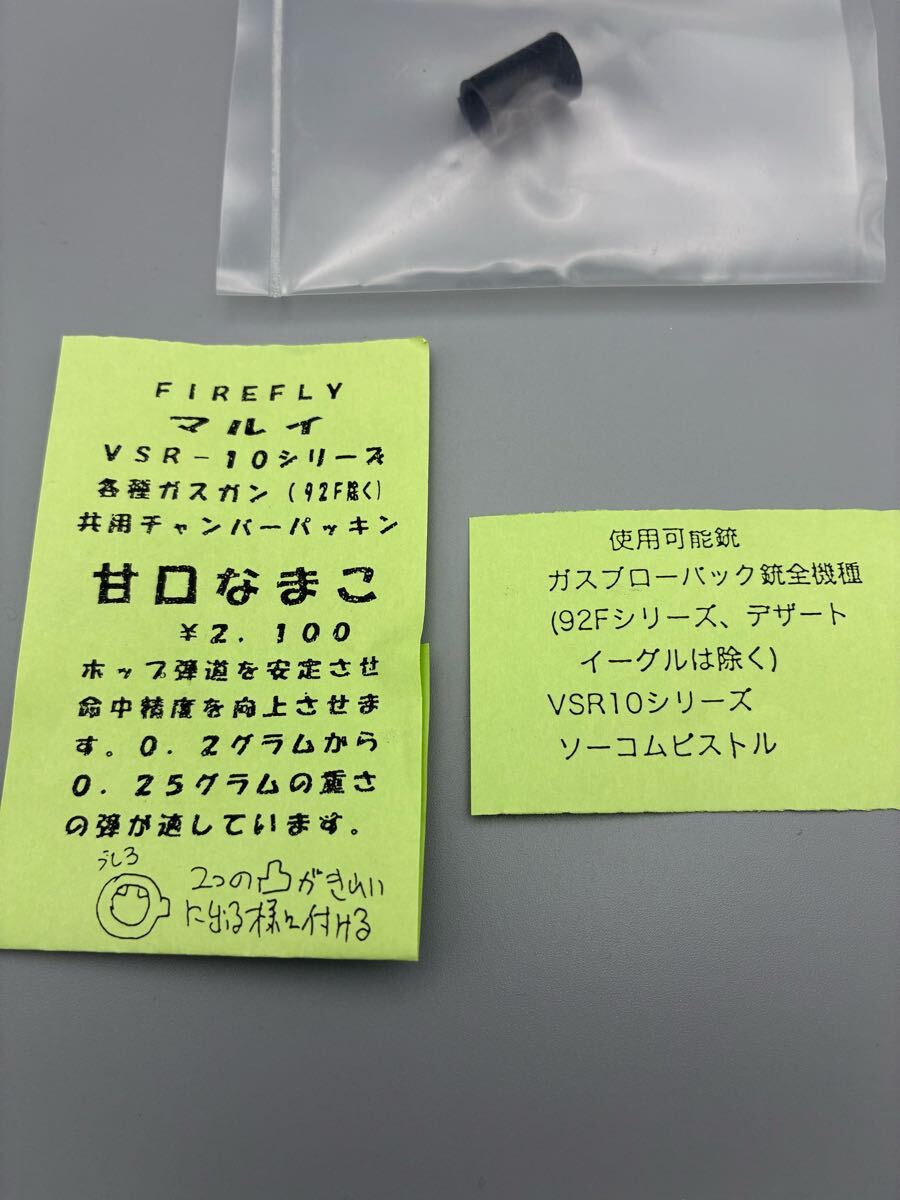 FIREFLY
マルイ
VSR-10シリーズ
各種ガスガン(92F除く)
共用チャンバーパッキン
甘口なまこ
¥2.100
ホップ弾道を安定させ
命中精度を向上させま
す。0.2グラムから
0.25グラムの重さ
の弾が適しています。
うしろ
2つの凸がきれい
に出る様に付ける
使用可能銃
ガスブローバック銃全機種
(92Fシリーズ、デザート
イーグルは除く)
VSR10シリーズ
ソーコムピストル